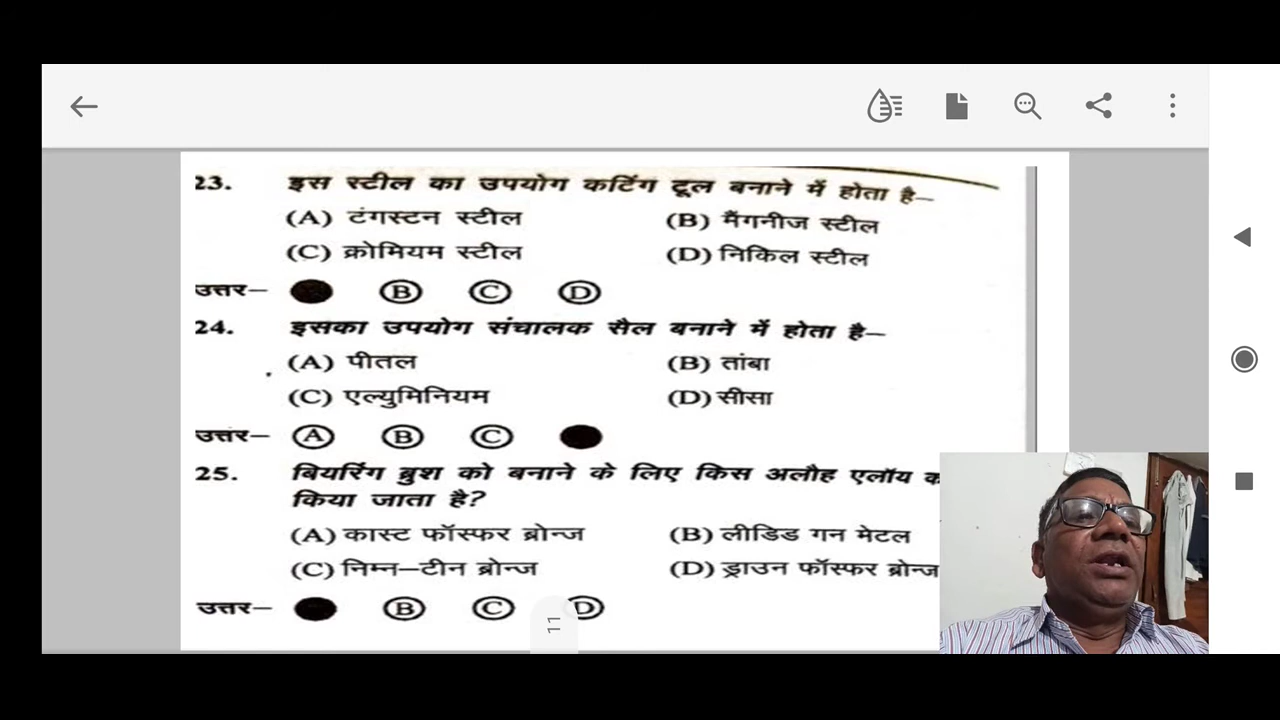 23. इस स्टील का उपयोग कटिंग टूल बनाने में होता है—
(A) टंगस्टन स्टील (B) मैंगनीज स्टील
(C) क्रोमियम स्टील (D) निकिल स्टील
उत्तर— Ⓑ Ⓒ Ⓓ
24. इसका उपयोग संचालक सैल बनाने में होता है—
(A) पीतल (B) तांबा
(C) एल्युमिनियम (D) सीसा
उत्तर— Ⓐ Ⓑ Ⓒ
25. बियरिंग ब्रुश को बनाने के लिए किस अलौह एलॉय
किया जाता है?
(A) कास्ट फॉस्फर ब्रोन्ज (B) लीडिड गन मेटल
(C) निम्न—टीन ब्रोन्ज (D) ड्राउन फॉस्फर ब्रोन्ज
उत्तर— Ⓑ Ⓒ Ⓓ
11